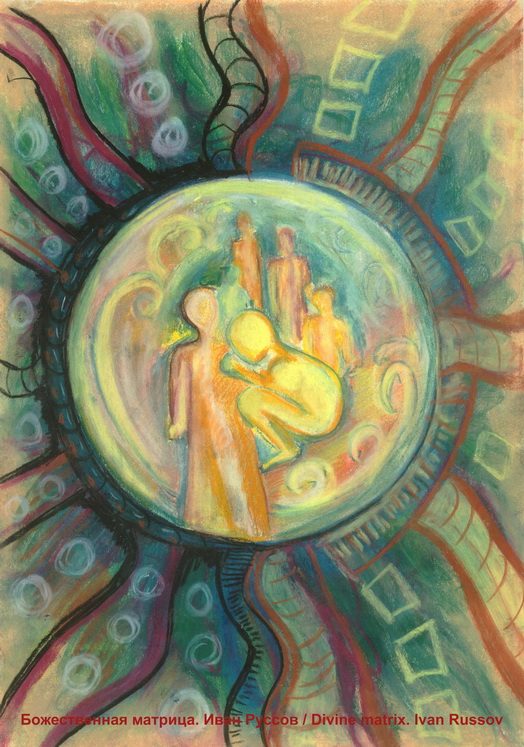 Божественная матрица. Иван Руссов / Divine matrix. Ivan Russov